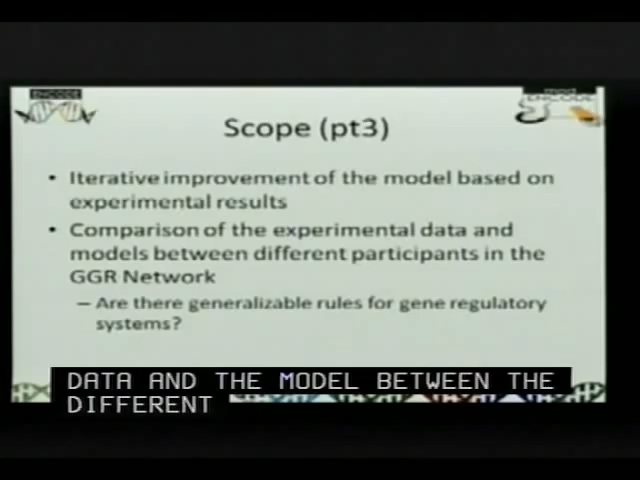 ENCODE
ENCODE
Scope (pt3)
• Iterative improvement of the model based on
experimental results
• Comparison of the experimental data and
models between different participants in the
GGR Network
– Are there generalizable rules for gene regulatory
systems?
DATA AND THE MODEL BETWEEN THE
DIFFERENT